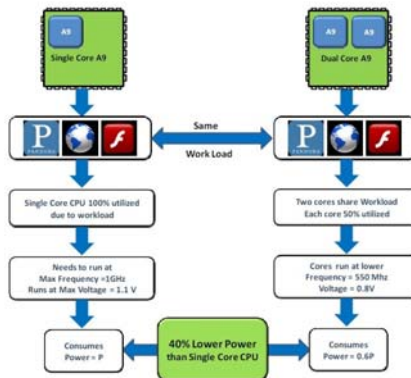 A9
Single Core A9
A9 A9
Dual Core A9
P
PANDORA
Same
Work Load
P
PANDORA
Single Core CPU 100% utilized
due to workload
Two cores share Workload
Each core 50% utilized
Needs to run at
Max Frequency =1GHz
Runs at Max Voltage = 1.1 V
Cores run at lower
Frequency = 550 Mhz
Voltage = 0.8V
Consumes
Power = P
40% Lower Power
than Single Core CPU
Consumes
Power = 0.6P